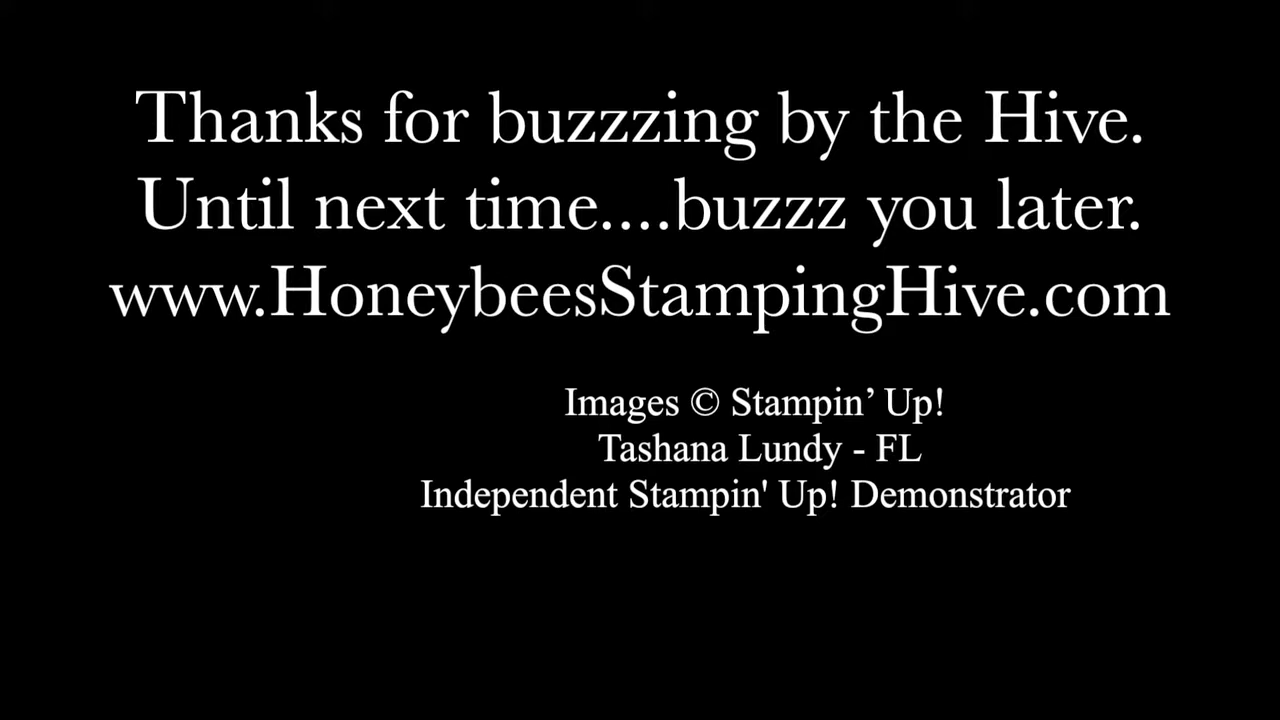 Thanks for buzzzing by the Hive.
Until next time....buzzz you later.
www.HoneybeesStampingHive.com
Images © Stampin’ Up!
Tashana Lundy - FL
Independent Stampin' Up! Demonstrator